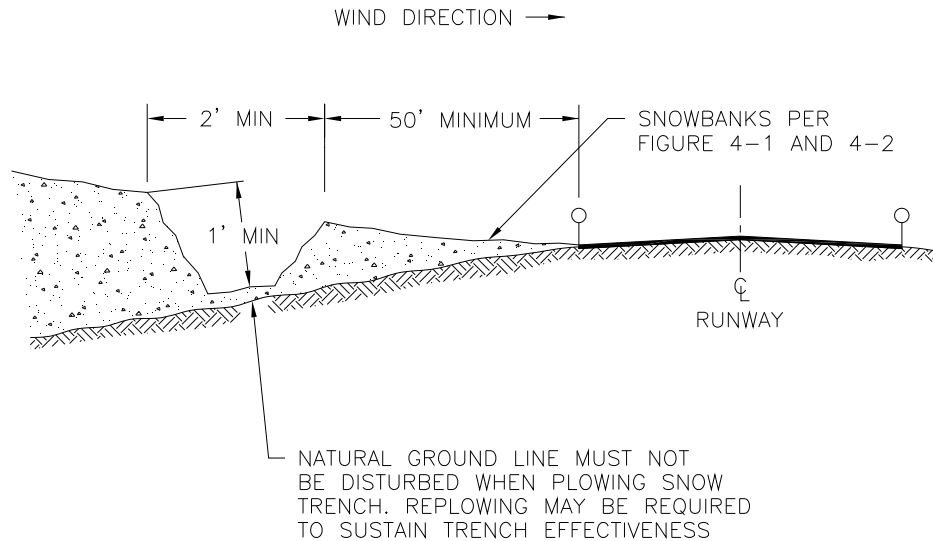 WIND DIRECTION
2' MIN
50' MINIMUM
SNOWBANKS PER
FIGURE 4-1 AND 4-2
1' MIN
℄
RUNWAY
NATURAL GROUND LINE MUST NOT
BE DISTURBED WHEN PLOWING SNOW
TRENCH. REPLOWING MAY BE REQUIRED
TO SUSTAIN TRENCH EFFECTIVENESS